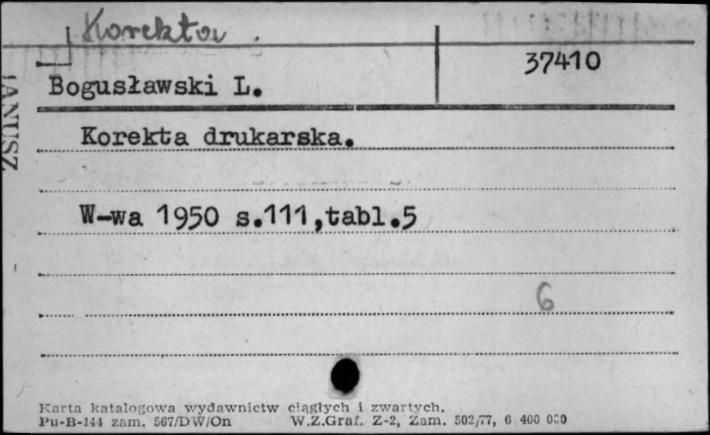 Korekta
37410
Bogusławski L.
JANUSZ
Korekta drukarska.
W-wa 1950 s.111,tabl.5
6
Karta katalogowa wydawnictw ciągłych i zwartych.
Pu-B-144 zam. 567/DW/On W.Z.Graf. Z-2, Zam. 502/77, 6 400 000